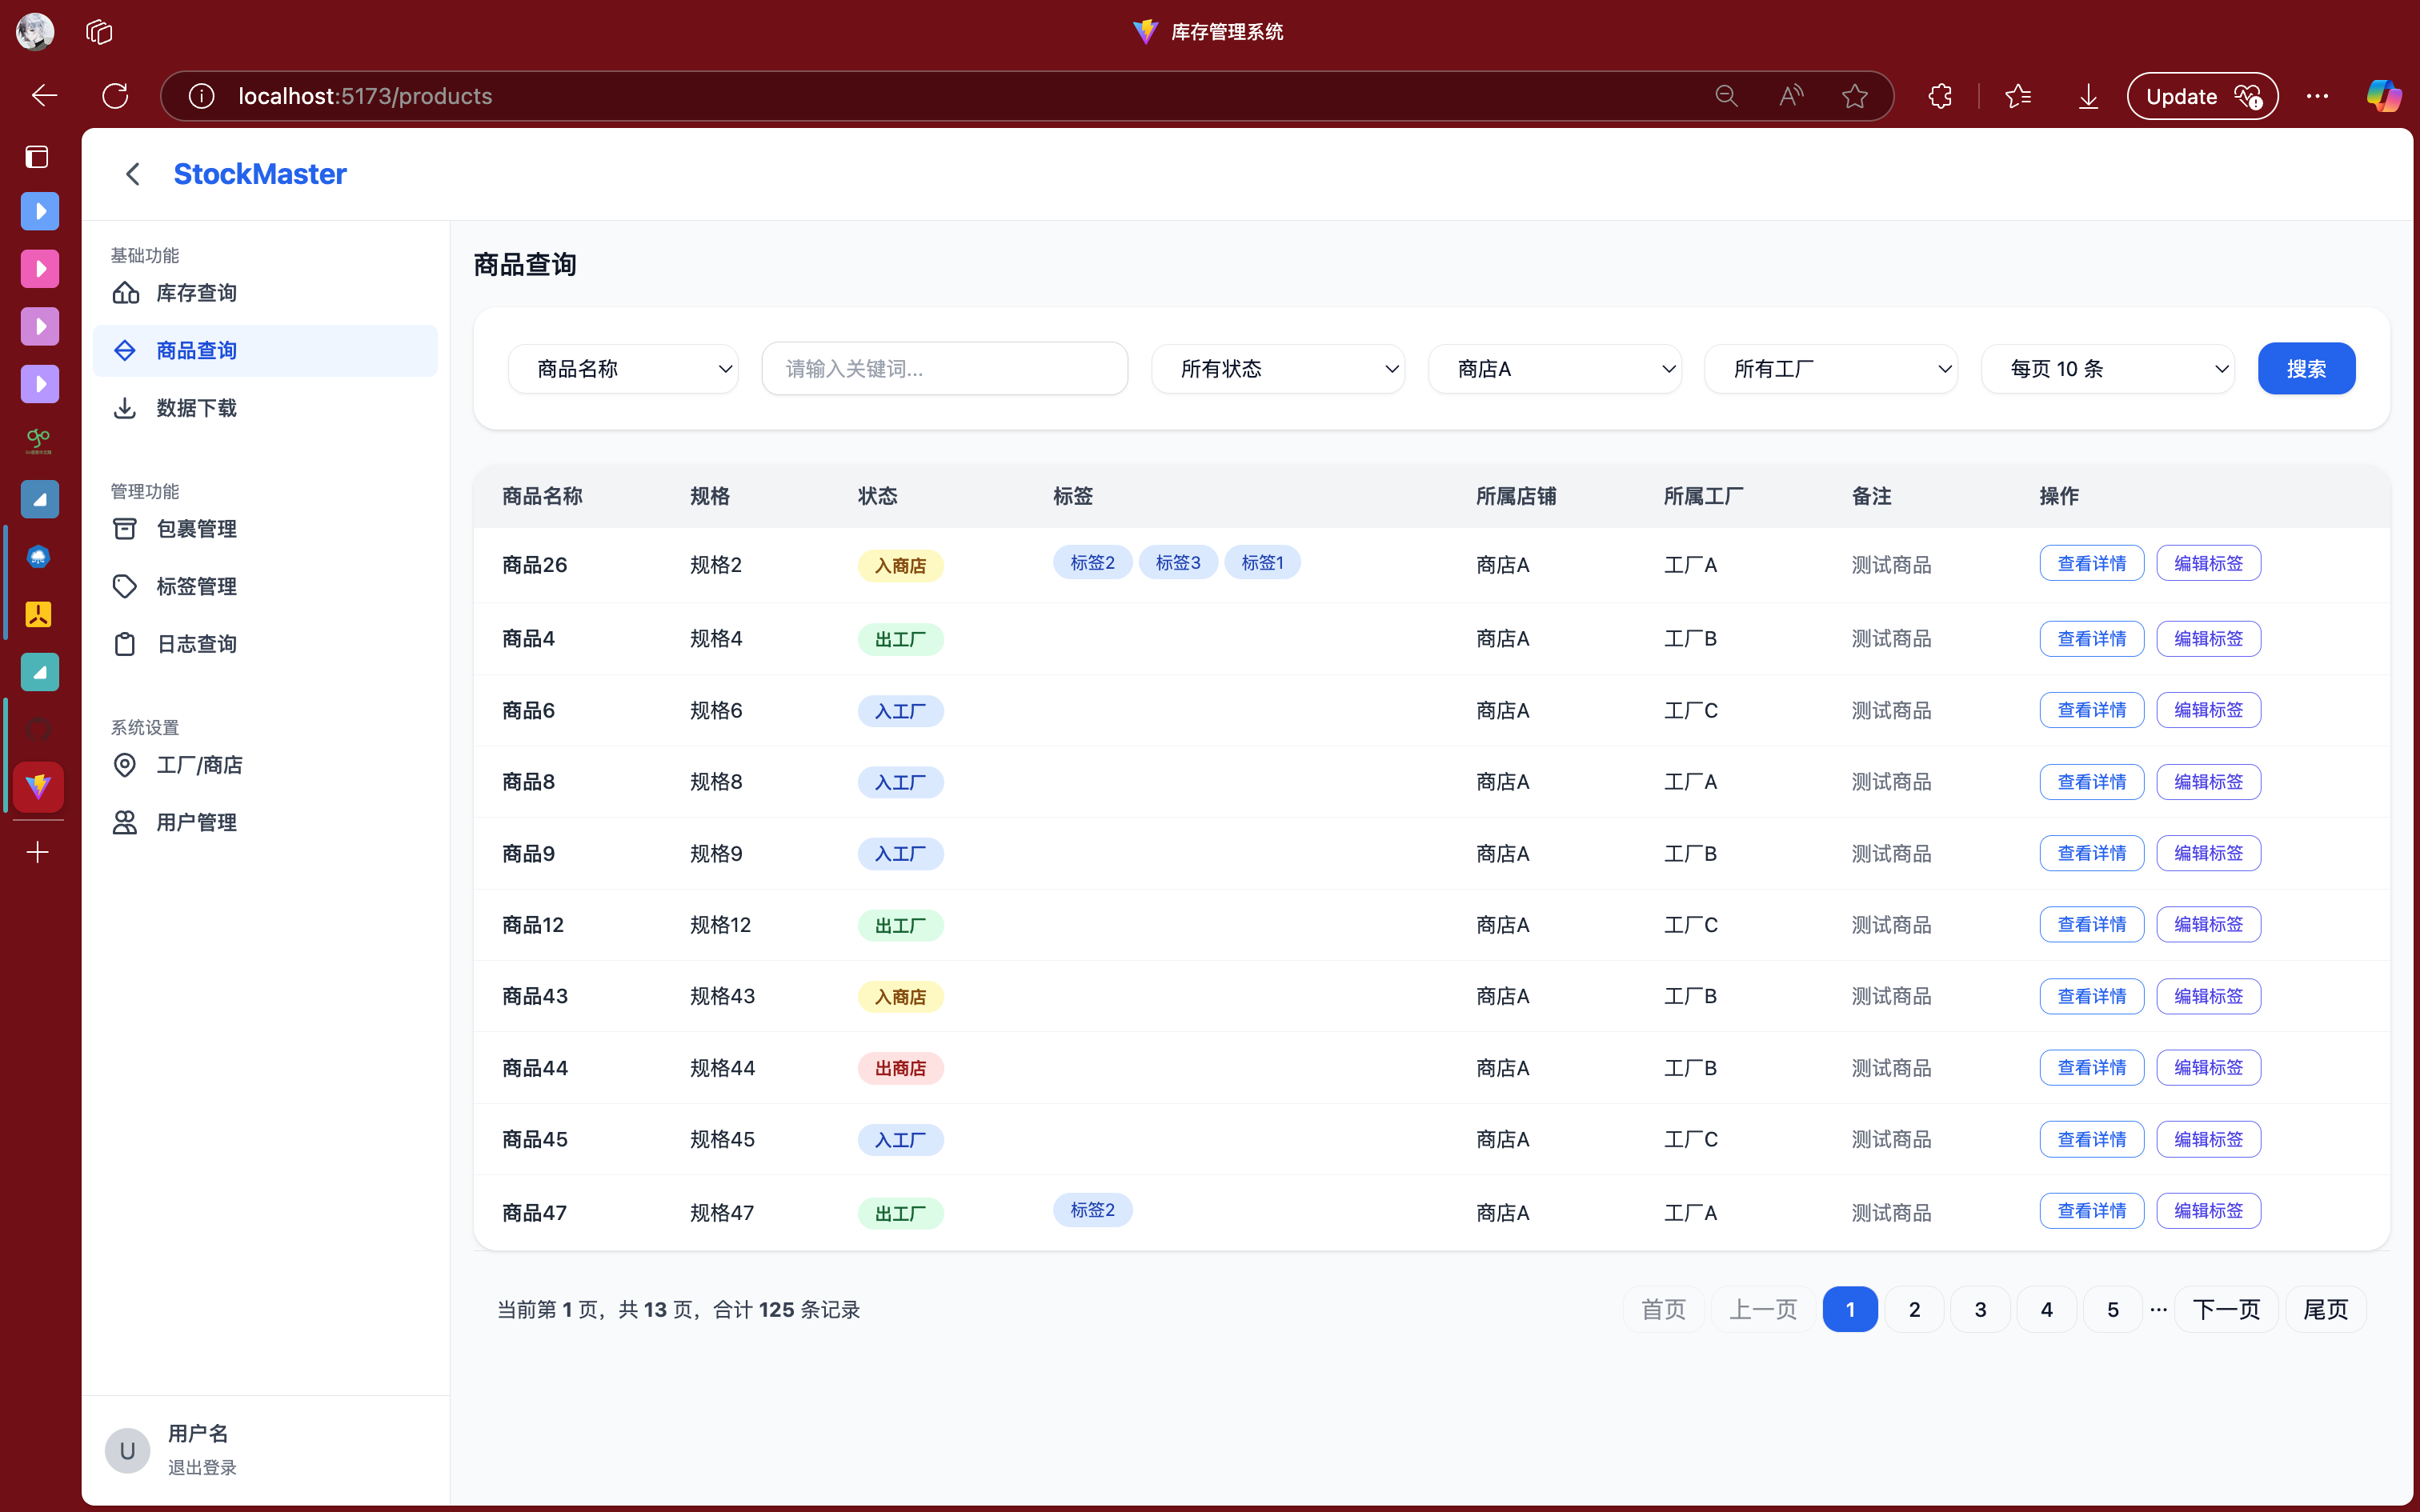 库存管理系统
localhost:5173/products
Update
StockMaster
基础功能
库存查询
商品查询
数据下载
管理功能
包裹管理
标签管理
日志查询
系统设置
工厂/商店
用户管理
U
用户名
退出登录
商品查询
商品名称 请输入关键词... 所有状态 商店A 所有工厂 每页 10 条 搜索
商品名称 规格 状态 标签 所属店铺 所属工厂 备注 操作
商品26 规格2 入商店 标签2 标签3 标签1 商店A 工厂A 测试商品 查看详情 编辑标签
商品4 规格4 出工厂 商店A 工厂B 测试商品 查看详情 编辑标签
商品6 规格6 入工厂 商店A 工厂C 测试商品 查看详情 编辑标签
商品8 规格8 入工厂 商店A 工厂A 测试商品 查看详情 编辑标签
商品9 规格9 入工厂 商店A 工厂B 测试商品 查看详情 编辑标签
商品12 规格12 出工厂 商店A 工厂C 测试商品 查看详情 编辑标签
商品43 规格43 入商店 商店A 工厂B 测试商品 查看详情 编辑标签
商品44 规格44 出商店 商店A 工厂B 测试商品 查看详情 编辑标签
商品45 规格45 入工厂 商店A 工厂C 测试商品 查看详情 编辑标签
商品47 规格47 出工厂 标签2 商店A 工厂A 测试商品 查看详情 编辑标签
当前第 1 页，共 13 页，合计 125 条记录
首页 上一页 1 2 3 4 5 ··· 下一页 尾页